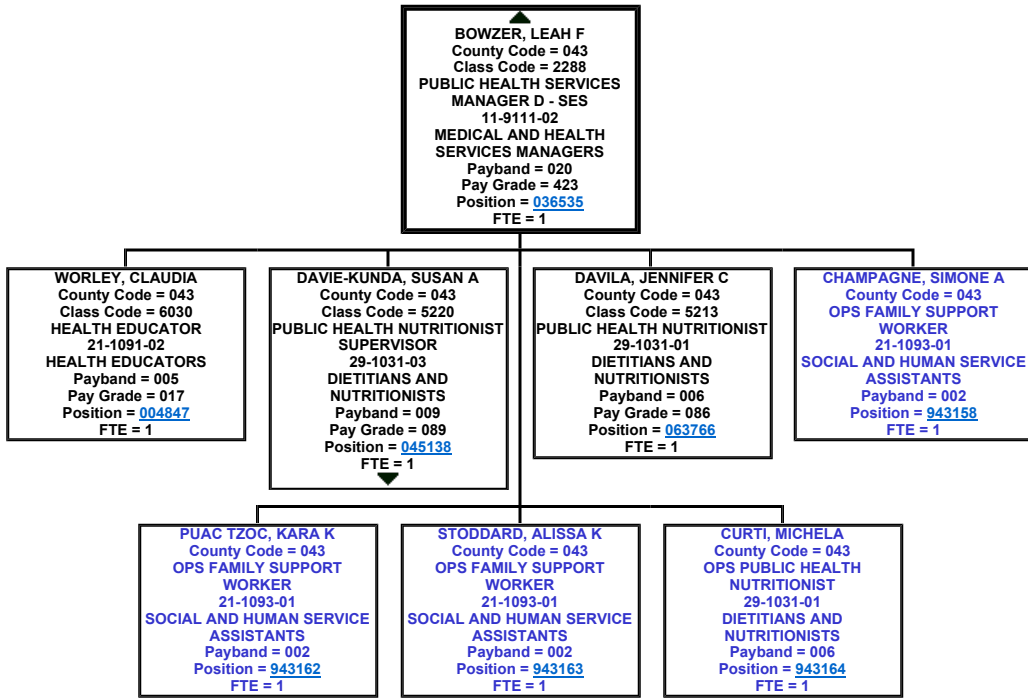 BOWZER, LEAH F
County Code = 043
Class Code = 2288
PUBLIC HEALTH SERVICES
MANAGER D - SES
11-9111-02
MEDICAL AND HEALTH
SERVICES MANAGERS
Payband = 020
Pay Grade = 423
Position = 036535
FTE = 1
WORLEY, CLAUDIA
County Code = 043
Class Code = 6030
HEALTH EDUCATOR
21-1091-02
HEALTH EDUCATORS
Payband = 005
Pay Grade = 017
Position = 004847
FTE = 1
DAVIE-KUNDA, SUSAN A
County Code = 043
Class Code = 5220
PUBLIC HEALTH NUTRITIONIST
SUPERVISOR
29-1031-03
DIETITIANS AND
NUTRITIONISTS
Payband = 009
Pay Grade = 089
Position = 045138
FTE = 1
DAVILA, JENNIFER C
County Code = 043
Class Code = 5213
PUBLIC HEALTH NUTRITIONIST
29-1031-01
DIETITIANS AND
NUTRITIONISTS
Payband = 006
Pay Grade = 086
Position = 063766
FTE = 1
CHAMPAGNE, SIMONE A
County Code = 043
OPS FAMILY SUPPORT
WORKER
21-1093-01
SOCIAL AND HUMAN SERVICE
ASSISTANTS
Payband = 002
Position = 943158
FTE = 1
PUAC TZOC, KARA K
County Code = 043
OPS FAMILY SUPPORT
WORKER
21-1093-01
SOCIAL AND HUMAN SERVICE
ASSISTANTS
Payband = 002
Position = 943162
FTE = 1
STODDARD, ALISSA K
County Code = 043
OPS FAMILY SUPPORT
WORKER
21-1093-01
SOCIAL AND HUMAN SERVICE
ASSISTANTS
Payband = 002
Position = 943163
FTE = 1
CURTI, MICHELA
County Code = 043
OPS PUBLIC HEALTH
NUTRITIONIST
29-1031-01
DIETITIANS AND
NUTRITIONISTS
Payband = 006
Position = 943164
FTE = 1